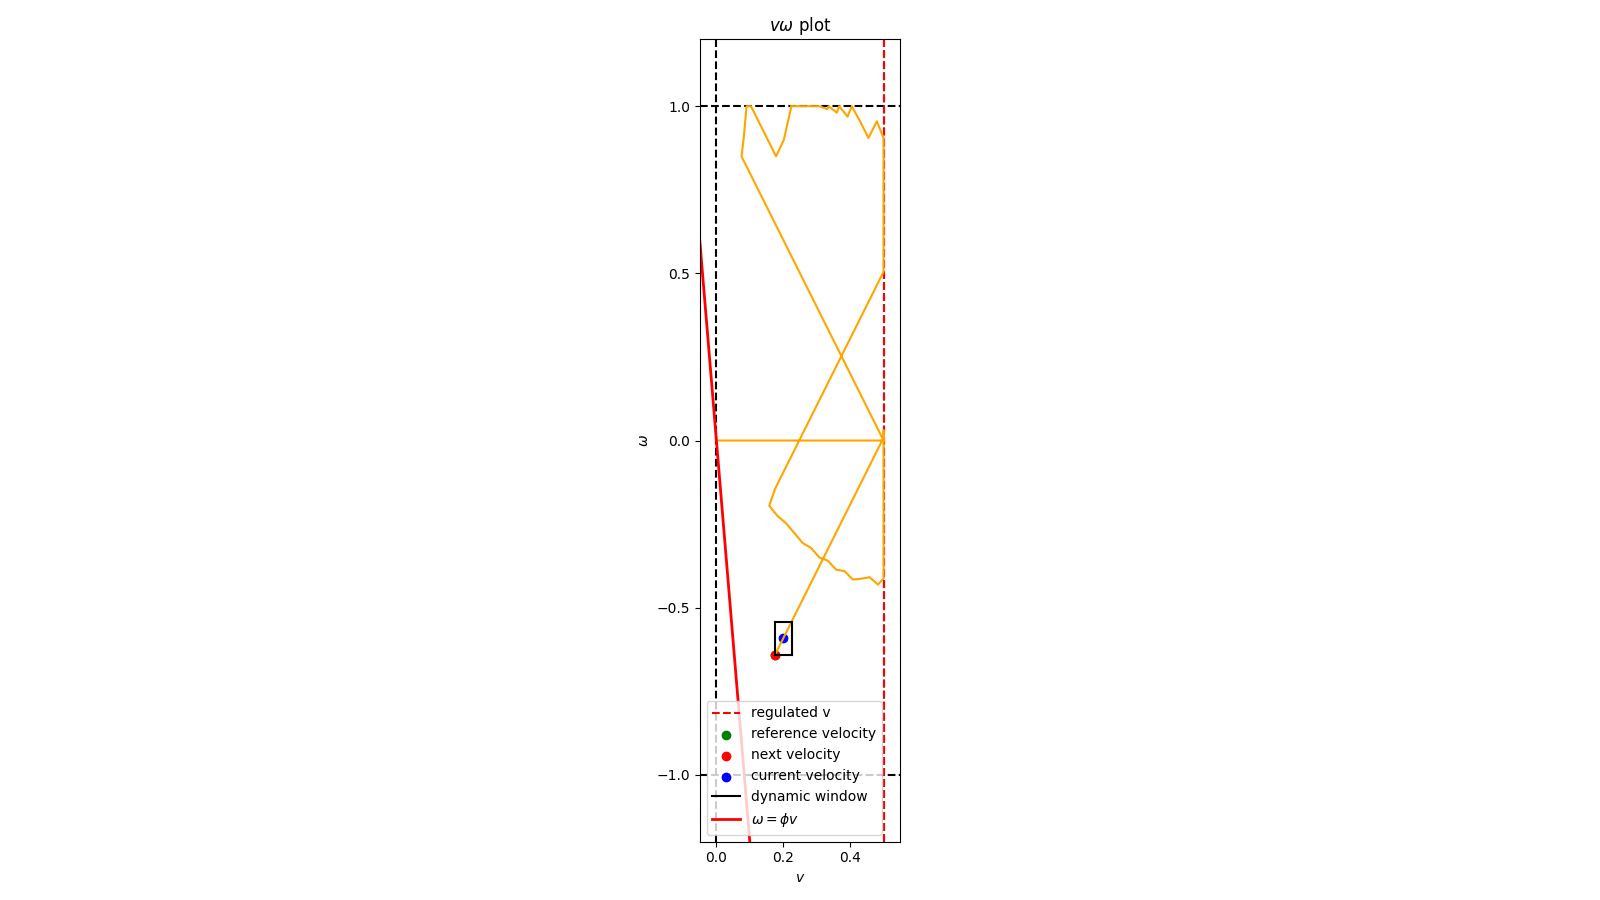 vω plot
1.0
0.5
0.0
−0.5
−1.0
ω
regulated v
reference velocity
next velocity
current velocity
dynamic window
ω = ϕv
0.0 0.2 0.4
v